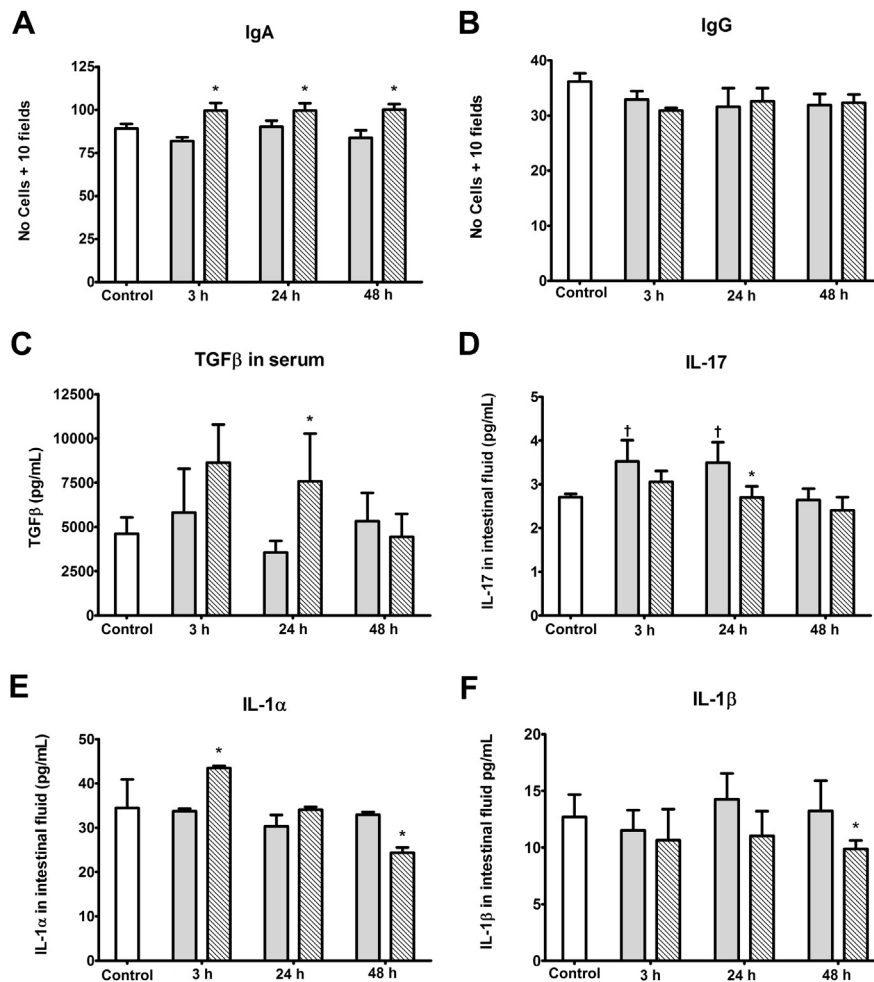 A
IgA
No Cells + 10 fields
125
100
75
50
25
0
* * *
Control 3 h 24 h 48 h
B
IgG
No Cells + 10 fields
40
30
20
10
0
Control 3 h 24 h 48 h
C
TGFβ in serum
TGFβ (pg/mL)
12500
10000
7500
5000
2500
0
*
Control 3 h 24 h 48 h
D
IL-17
IL-17 in intestinal fluid (pg/mL)
5
4
3
2
1
0
† † *
Control 3 h 24 h 48 h
E
IL-1α
IL-1α in intestinal fluid (pg/mL)
50
40
30
20
10
0
* *
Control 3 h 24 h 48 h
F
IL-1β
IL-1β in intestinal fluid pg/mL
20
15
10
5
0
*
Control 3 h 24 h 48 h